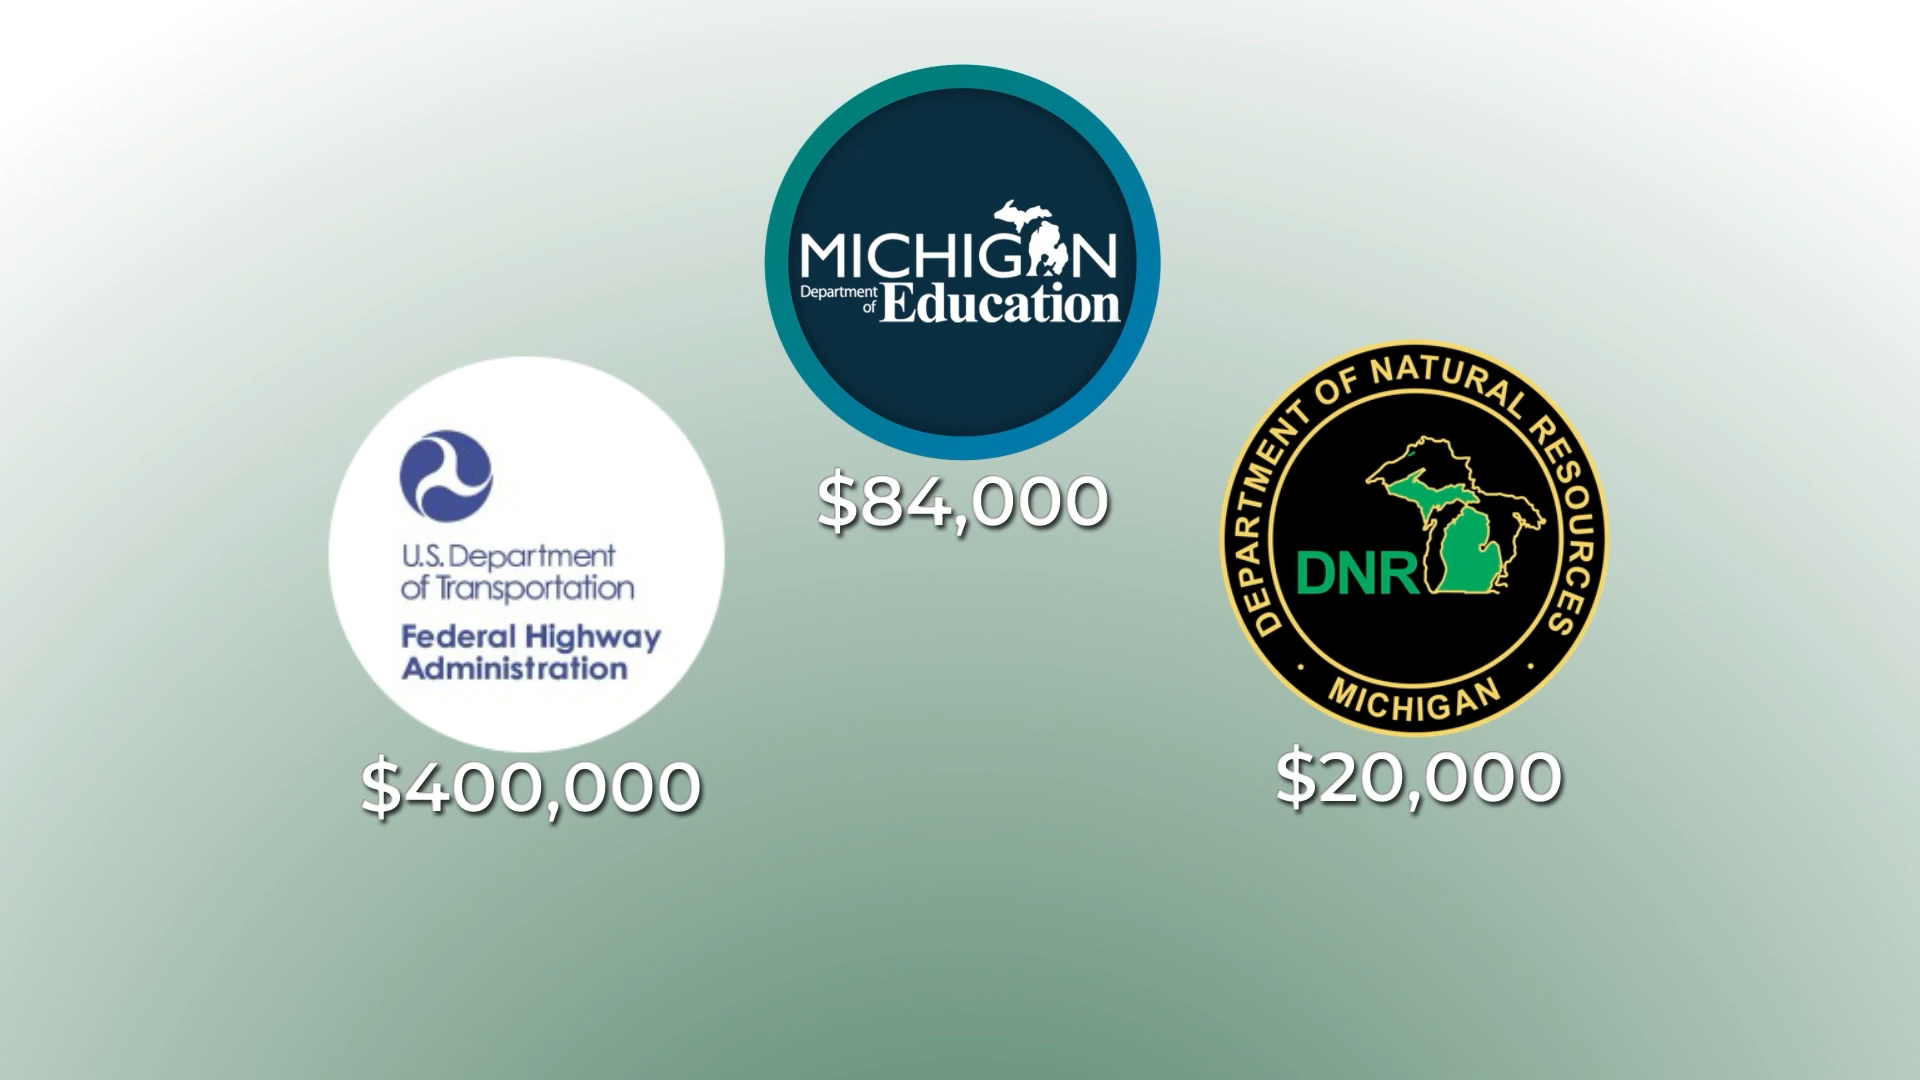 MICHIGAN
Department of Education
$84,000
U.S. Department
of Transportation
Federal Highway
Administration
$400,000
DEPARTMENT OF NATURAL RESOURCES
DNR
· MICHIGAN ·
$20,000